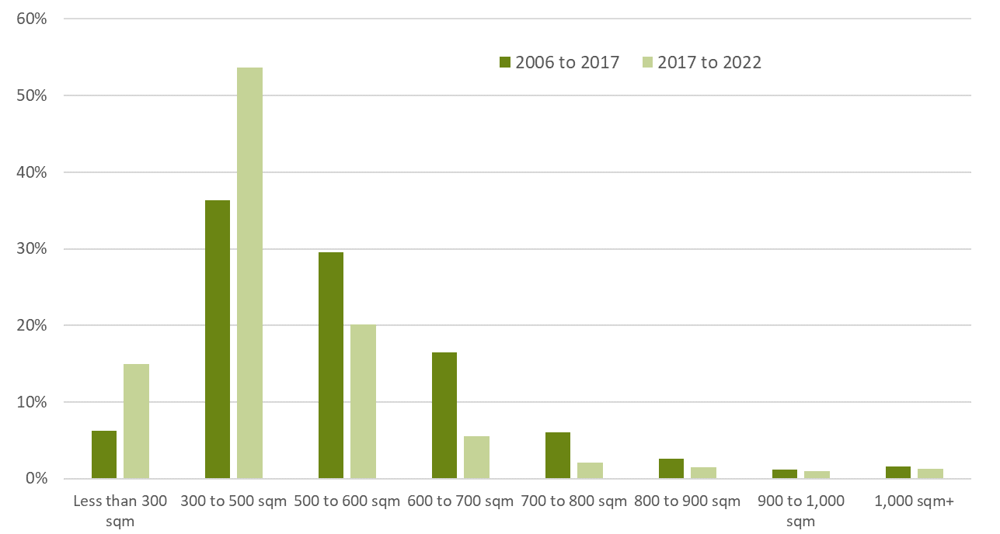 60%
2006 to 2017
2017 to 2022
50%
40%
30%
20%
10%
0%
Less than 300
sqm
300 to 500 sqm
500 to 600 sqm
600 to 700 sqm
700 to 800 sqm
800 to 900 sqm
900 to 1,000
sqm
1,000 sqm+